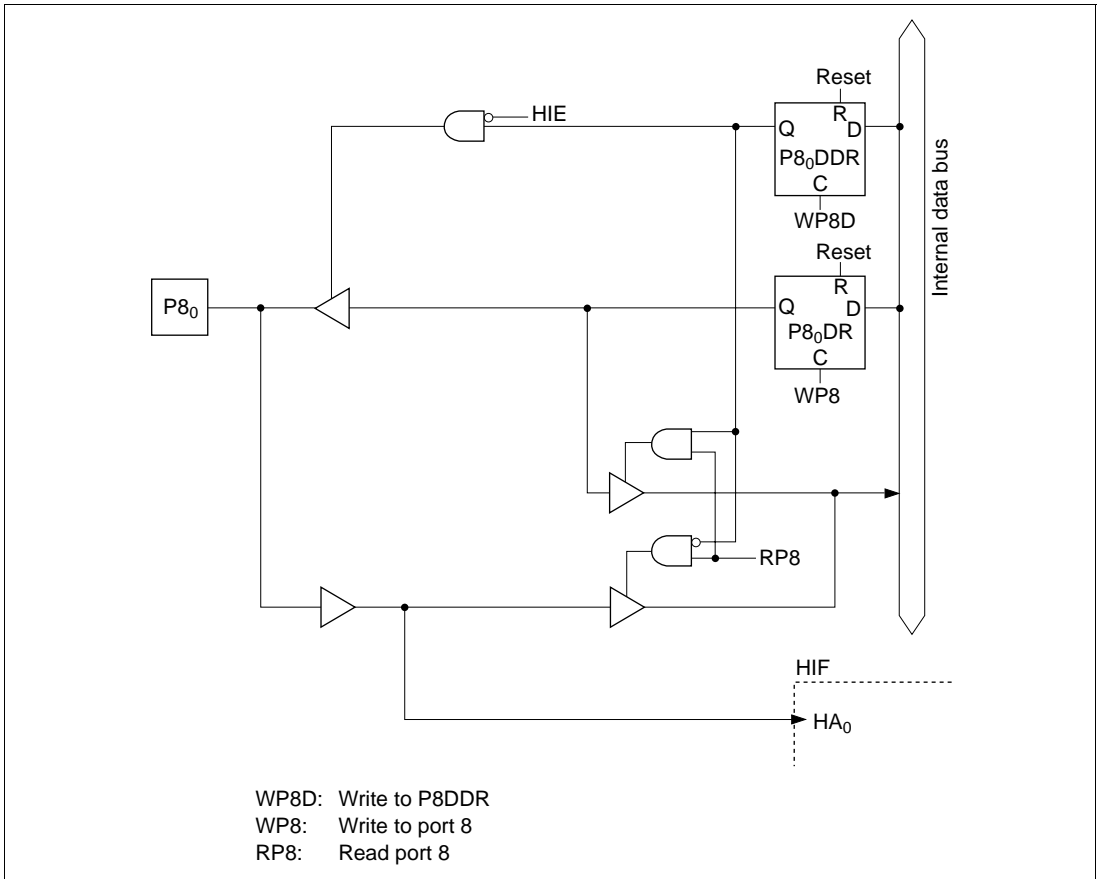 Reset
HIE
Q
R
D
P8₀DDR
C
WP8D
Internal data bus
Reset
P8₀
Q
R
D
P8₀DR
C
WP8
RP8
HIF
HA₀
WP8D: Write to P8DDR
WP8: Write to port 8
RP8: Read port 8